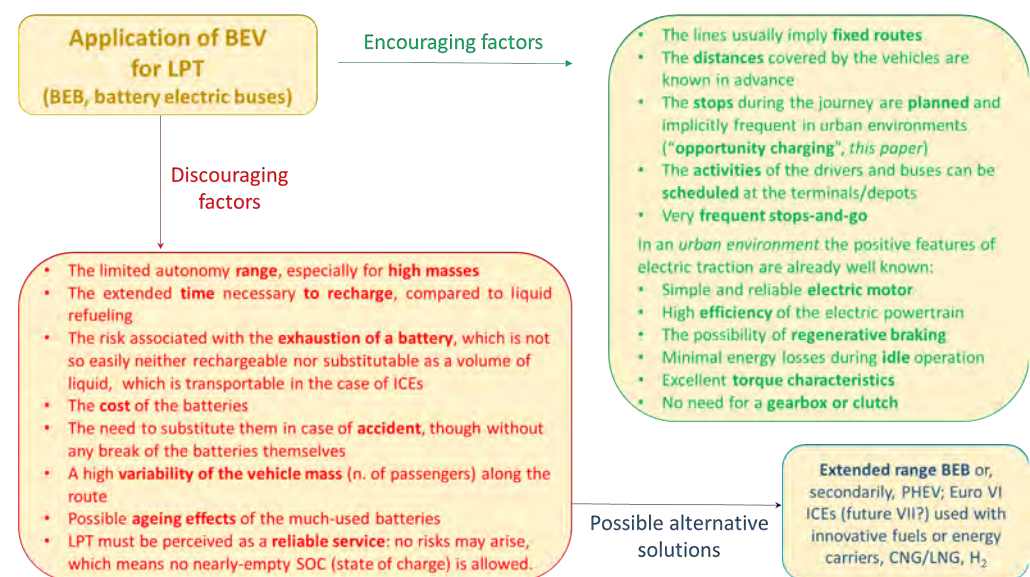 Application of BEV
for LPT
(BEB, battery electric buses)
Encouraging factors
• The lines usually imply fixed routes
• The distances covered by the vehicles are
known in advance
• The stops during the journey are planned and
implicitly frequent in urban environments
(“opportunity charging”, this paper)
• The activities of the drivers and buses can be
scheduled at the terminals/depots
• Very frequent stops-and-go
In an urban environment the positive features of
electric traction are already well known:
• Simple and reliable electric motor
• High efficiency of the electric powertrain
• The possibility of regenerative braking
• Minimal energy losses during idle operation
• Excellent torque characteristics
• No need for a gearbox or clutch
Discouraging
factors
• The limited autonomy range, especially for high masses
• The extended time necessary to recharge, compared to liquid
refueling
• The risk associated with the exhaustion of a battery, which is not
so easily neither rechargeable nor substitutable as a volume of
liquid, which is transportable in the case of ICEs
• The cost of the batteries
• The need to substitute them in case of accident, though without
any break of the batteries themselves
• A high variability of the vehicle mass (n. of passengers) along the
route
• Possible ageing effects of the much-used batteries
• LPT must be perceived as a reliable service: no risks may arise,
which means no nearly-empty SOC (state of charge) is allowed.
Possible alternative
solutions
Extended range BEB or,
secondarily, PHEV; Euro VI
ICEs (future VII?) used with
innovative fuels or energy
carriers, CNG/LNG, H₂